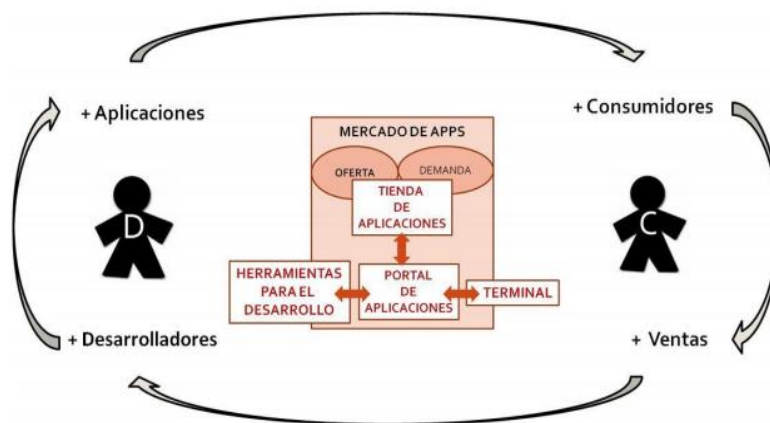 + Aplicaciones
+ Consumidores
MERCADO DE APPS
OFERTA
DEMANDA
TIENDA
DE
APLICACIONES
D
C
HERRAMIENTAS
PARA EL
DESARROLLO
PORTAL
DE
APLICACIONES
TERMINAL
+ Desarrolladores
+ Ventas